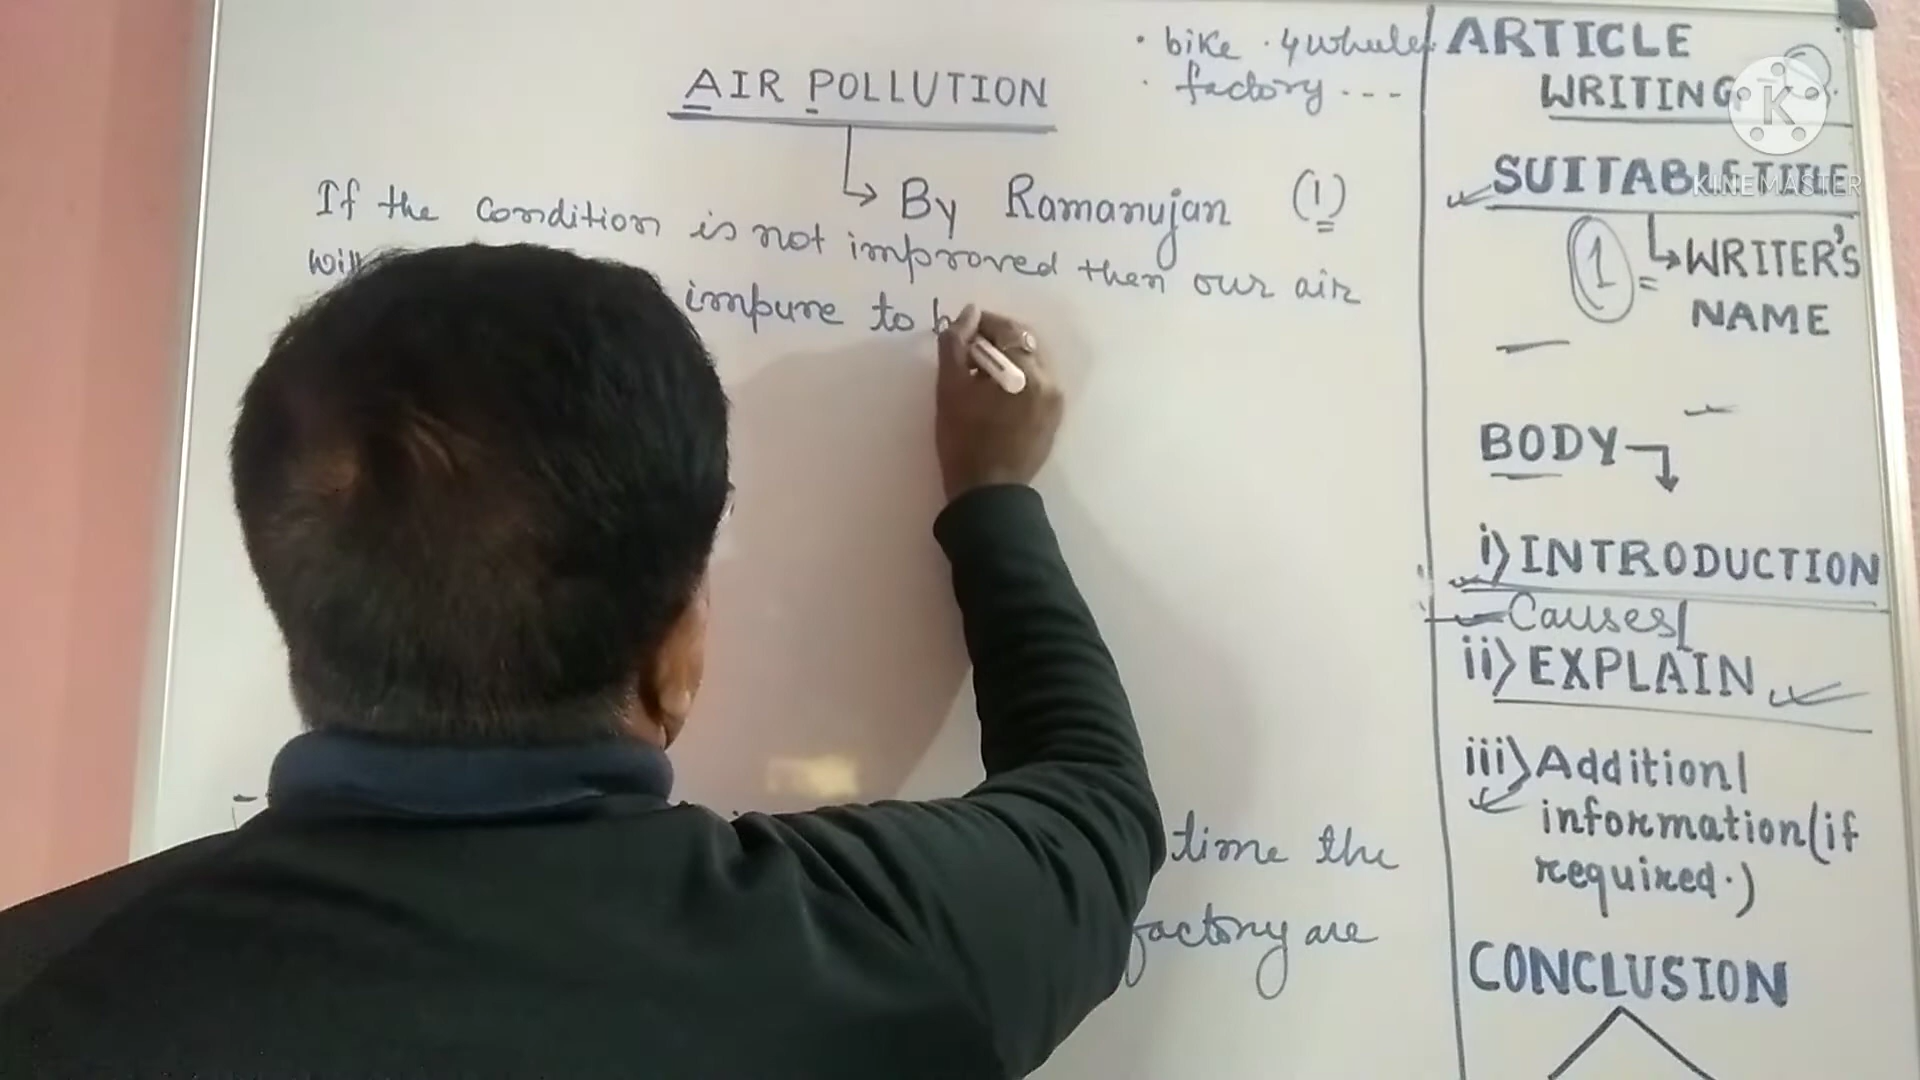 • bike • 4 wheeler
• factory ---
AIR POLLUTION
By Ramanujan (1)
If the condition is not improved then our air
will impure to
time the
factory are
ARTICLE
WRITING
SUITABLE TITLE
1 WRITER'S
NAME
BODY
i) INTRODUCTION
Causes
ii) EXPLAIN
iii) Addition
information (if
required.)
CONCLUSION
K
KINEMASTER